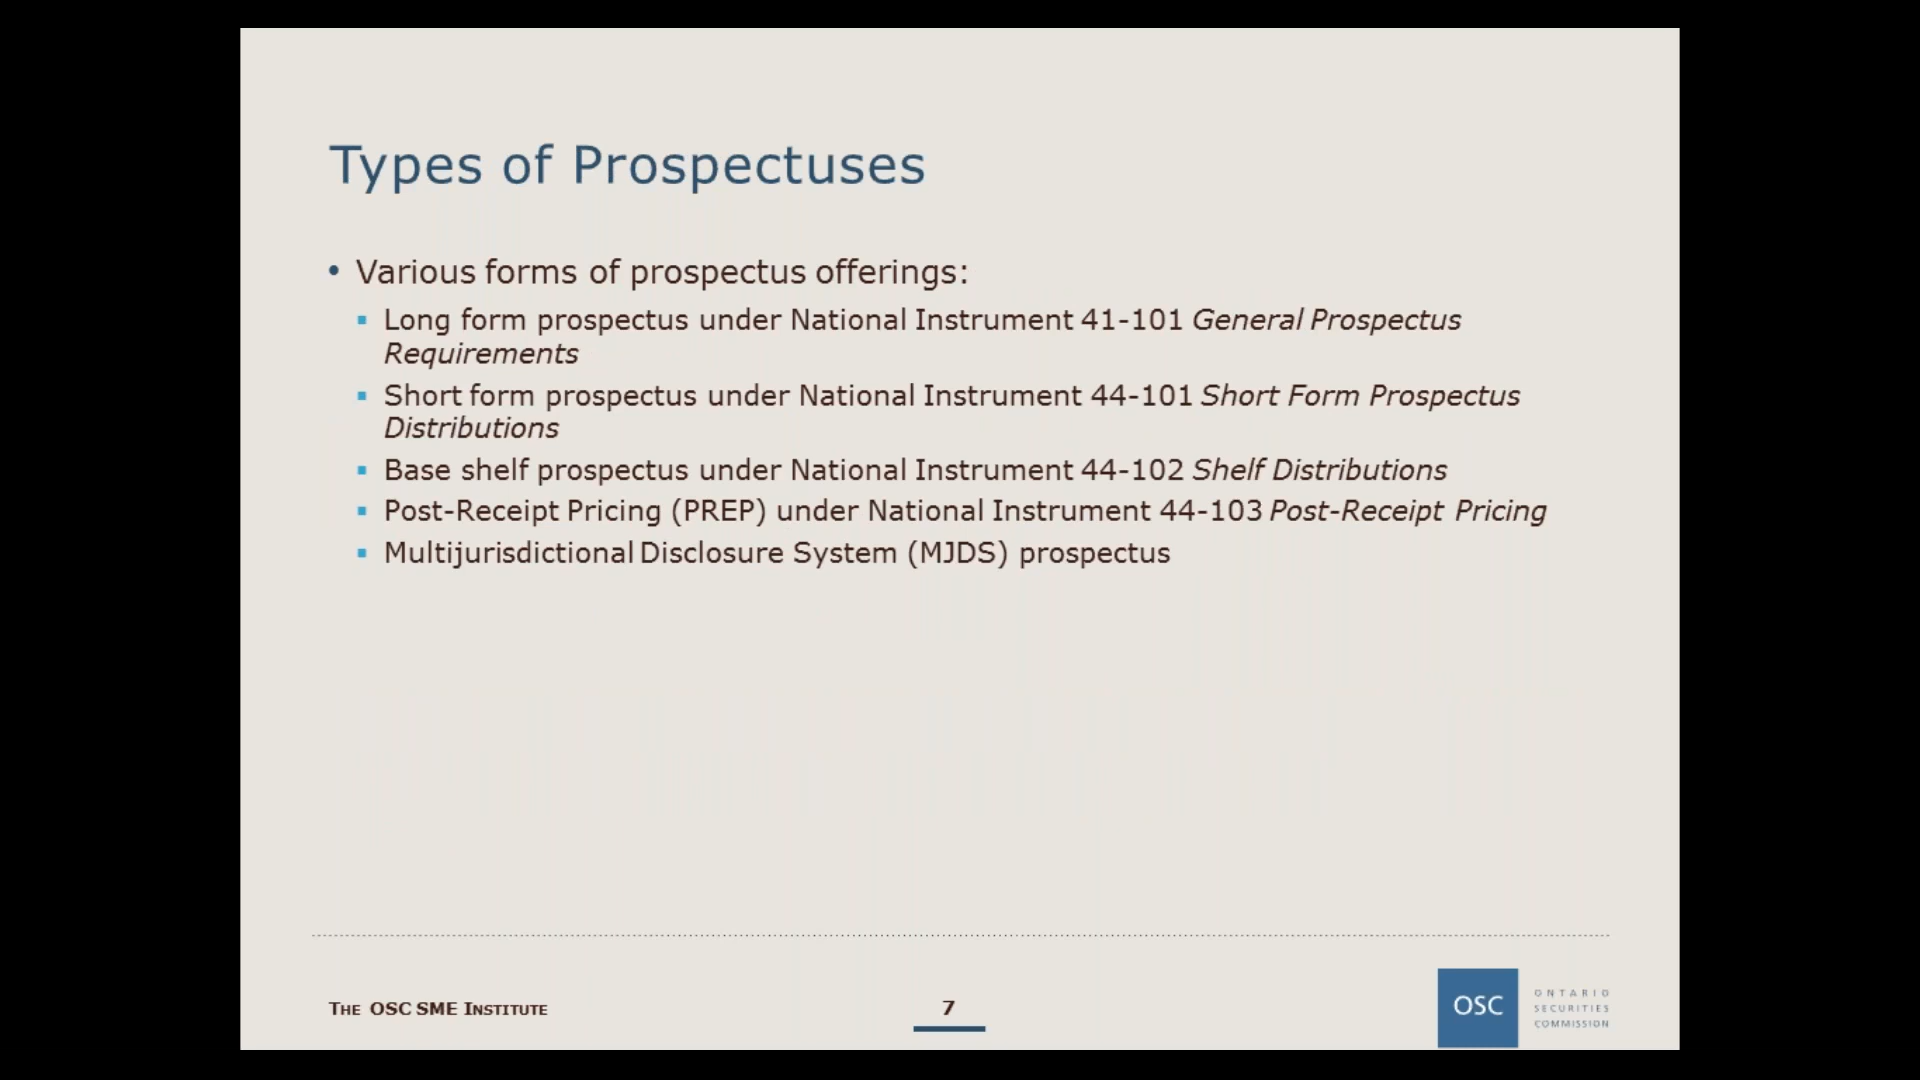 Types of Prospectuses
• Various forms of prospectus offerings:
▪ Long form prospectus under National Instrument 41-101 General Prospectus
Requirements
▪ Short form prospectus under National Instrument 44-101 Short Form Prospectus
Distributions
▪ Base shelf prospectus under National Instrument 44-102 Shelf Distributions
▪ Post-Receipt Pricing (PREP) under National Instrument 44-103 Post-Receipt Pricing
▪ Multijurisdictional Disclosure System (MJDS) prospectus
THE OSC SME INSTITUTE
7
OSC
ONTARIO
SECURITIES
COMMISSION